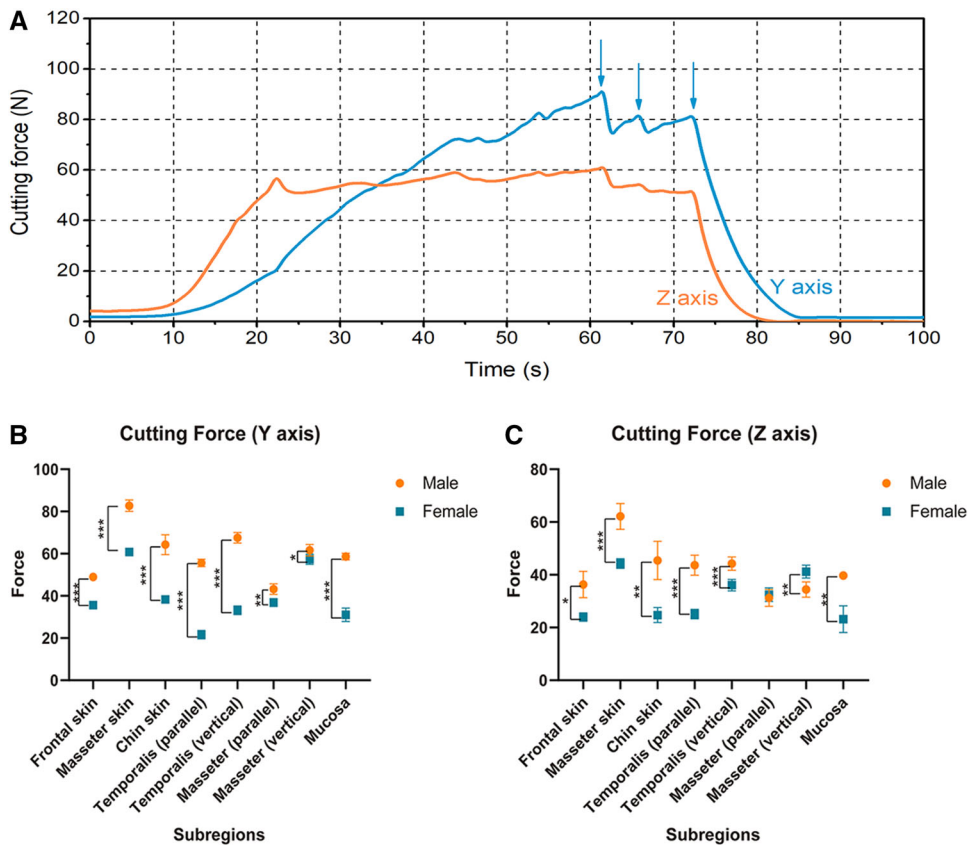 A
Cutting force (N)
120
100
80
60
40
20
0
Z axis
Y axis
0 10 20 30 40 50 60 70 80 90 100
Time (s)
B
Cutting Force (Y axis)
Force
100
80
60
40
20
0
Male
Female
***
***
***
***
***
**
*
***
Frontal skin
Masseter skin
Chin skin
Temporalis (parallel)
Temporalis (vertical)
Masseter (parallel)
Masseter (vertical)
Mucosa
Subregions
C
Cutting Force (Z axis)
Force
80
60
40
20
0
Male
Female
*
***
**
***
***
**
**
Frontal skin
Masseter skin
Chin skin
Temporalis (parallel)
Temporalis (vertical)
Masseter (parallel)
Masseter (vertical)
Mucosa
Subregions